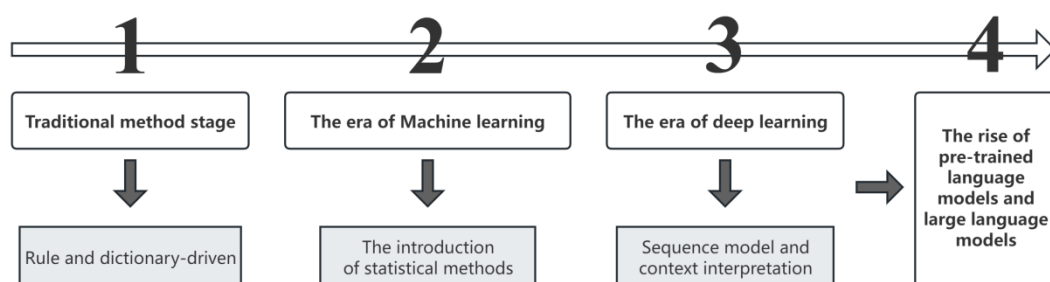 1 2 3 4
Traditional method stage
The era of Machine learning
The era of deep learning
The rise of
pre-trained
language
models and
large language
models
Rule and dictionary-driven
The introduction
of statistical methods
Sequence model and
context interpretation